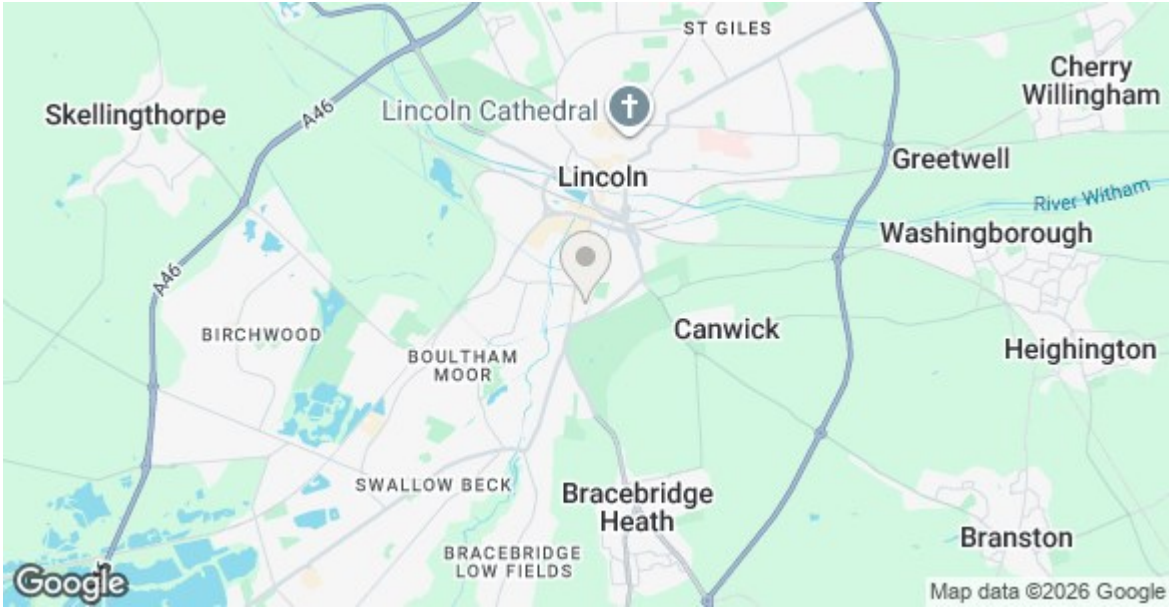 ST GILES
Cherry
Willingham
A46
Skellingthorpe
Lincoln Cathedral
Greetwell
Lincoln
River Witham
Washingborough
A46
BIRCHWOOD
Canwick
BOULTHAM
MOOR
Heighington
SWALLOW BECK
Bracebridge
Heath
Branston
BRACEBRIDGE
LOW FIELDS
Google
Map data ©2026 Google